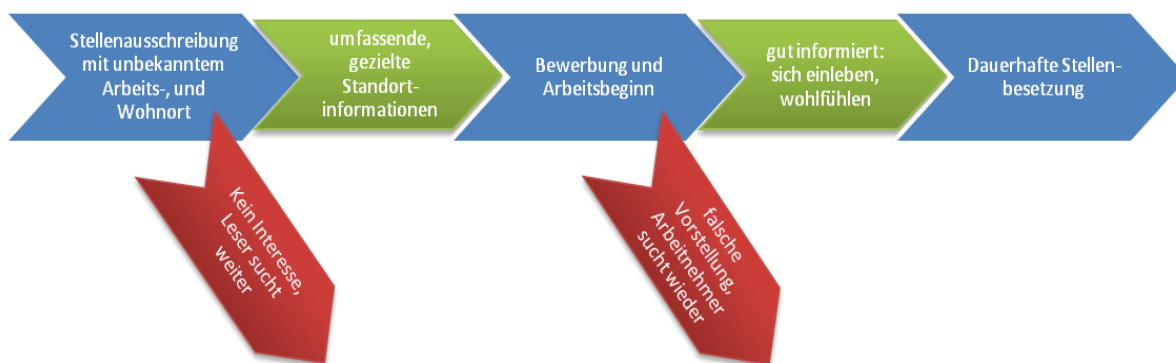 Stellenausschreibung
mit unbekanntem
Arbeits-, und
Wohnort
umfassende,
gezielte
Standort-
informationen
Bewerbung und
Arbeitsbeginn
gut informiert:
sich einleben,
wohlfühlen
Dauerhafte Stellen-
besetzung
Kein Interesse,
Leser sucht
weiter
falsche
Vorstellung,
Arbeitnehmer
sucht wieder